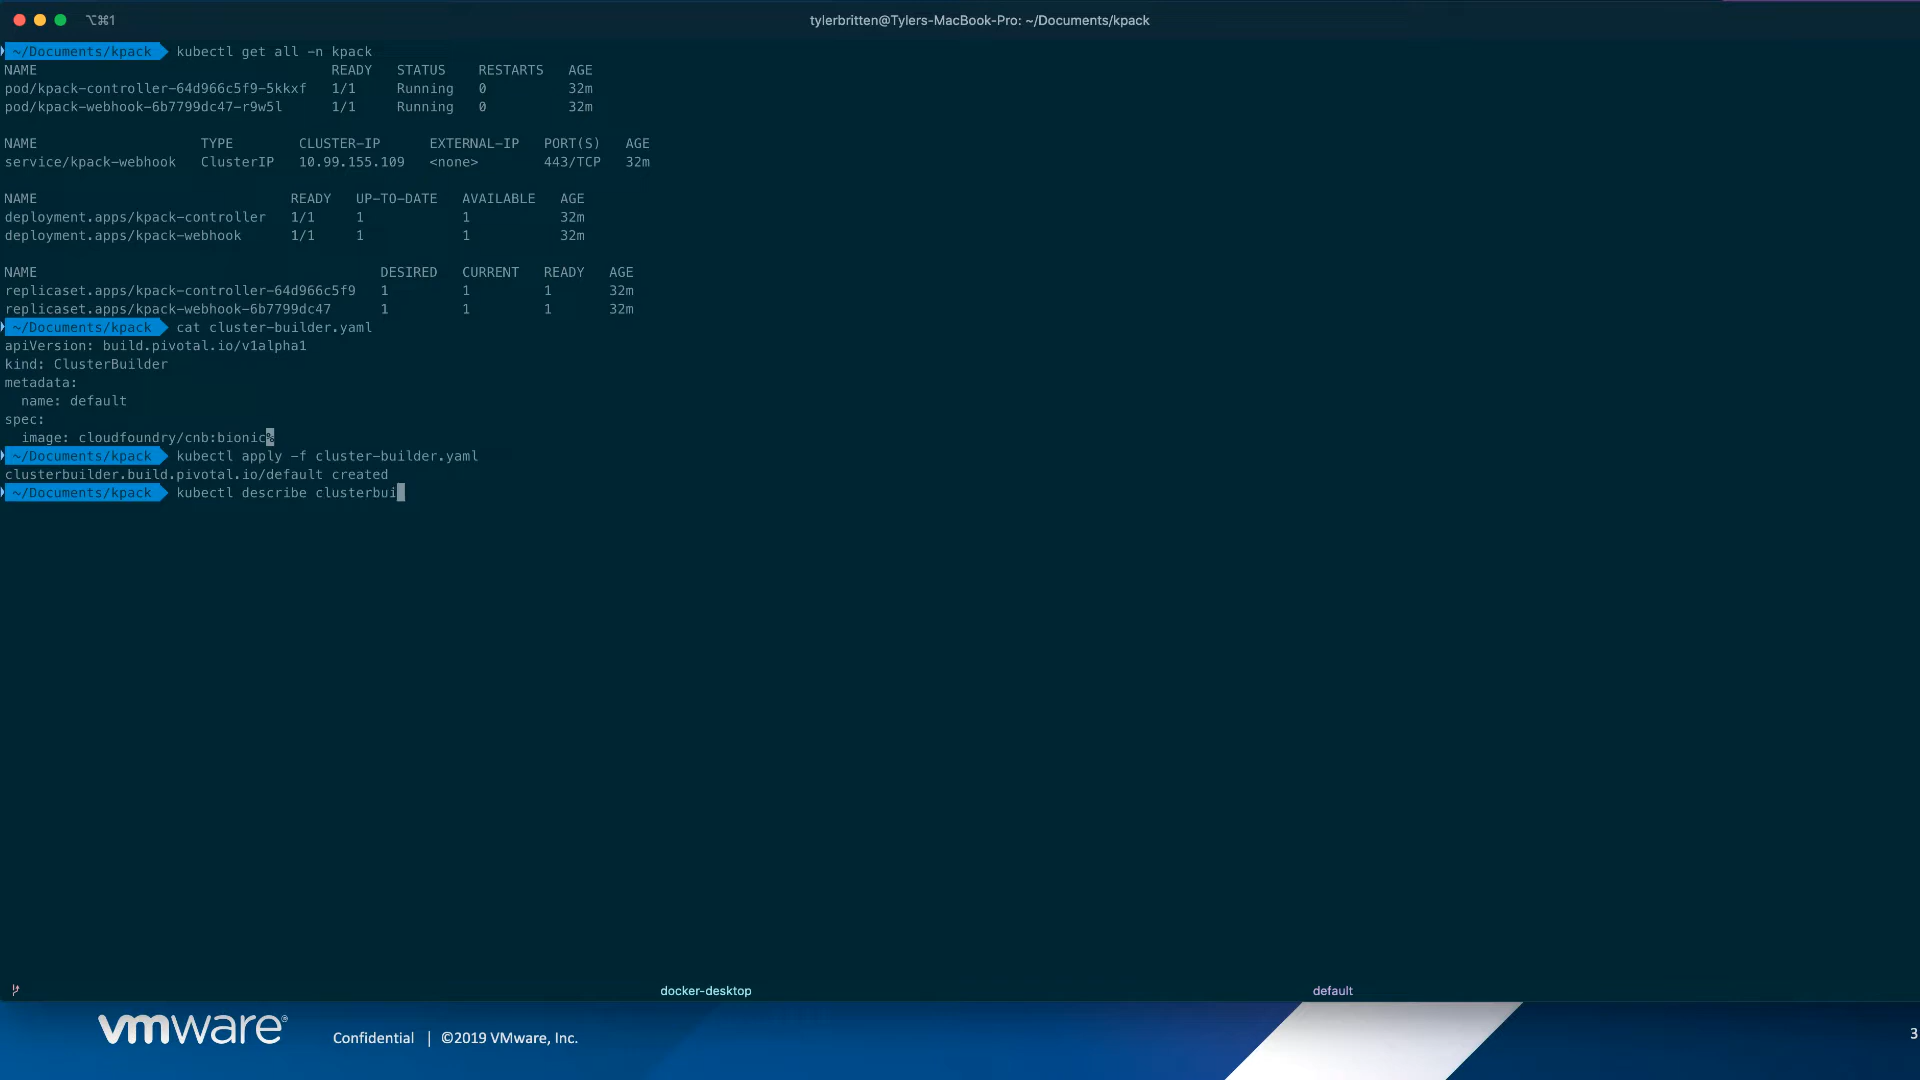 ⌥⌘1
tylerbritten@Tylers-MacBook-Pro: ~/Documents/kpack
~/Documents/kpack kubectl get all -n kpack
NAME READY STATUS RESTARTS AGE
pod/kpack-controller-64d966c5f9-5kkxf 1/1 Running 0 32m
pod/kpack-webhook-6b7799dc47-r9w5l 1/1 Running 0 32m
NAME TYPE CLUSTER-IP EXTERNAL-IP PORT(S) AGE
service/kpack-webhook ClusterIP 10.99.155.109 <none> 443/TCP 32m
NAME READY UP-TO-DATE AVAILABLE AGE
deployment.apps/kpack-controller 1/1 1 1 32m
deployment.apps/kpack-webhook 1/1 1 1 32m
NAME DESIRED CURRENT READY AGE
replicaset.apps/kpack-controller-64d966c5f9 1 1 1 32m
replicaset.apps/kpack-webhook-6b7799dc47 1 1 1 32m
~/Documents/kpack cat cluster-builder.yaml
apiVersion: build.pivotal.io/v1alpha1
kind: ClusterBuilder
metadata:
  name: default
spec:
  image: cloudfoundry/cnb:bionic%
~/Documents/kpack kubectl apply -f cluster-builder.yaml
clusterbuilder.build.pivotal.io/default created
~/Documents/kpack kubectl describe clusterbui
docker-desktop
default
vmware®
Confidential | ©2019 VMware, Inc.
3